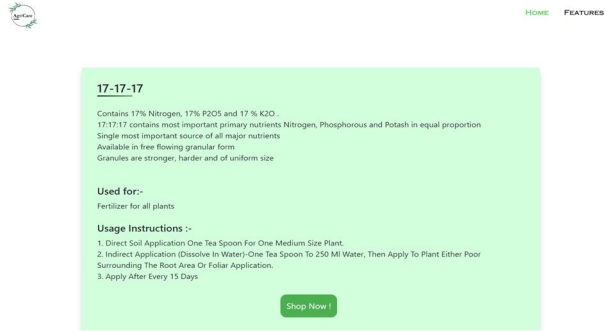 AgriCare
Home Features
17-17-17
Contains 17% Nitrogen, 17% P2O5 and 17 % K2O .
17:17:17 contains most important primary nutrients Nitrogen, Phosphorous and Potash in equal proportion
Single most important source of all major nutrients
Available in free flowing granular form
Granules are stronger, harder and of uniform size
Used for:-
Fertilizer for all plants
Usage Instructions :-
1. Direct Soil Application One Tea Spoon For One Medium Size Plant.
2. Indirect Application (Dissolve In Water)-One Tea Spoon To 250 Ml Water, Then Apply To Plant Either Poor
Surrounding The Root Area Or Foliar Application.
3. Apply After Every 15 Days
Shop Now !